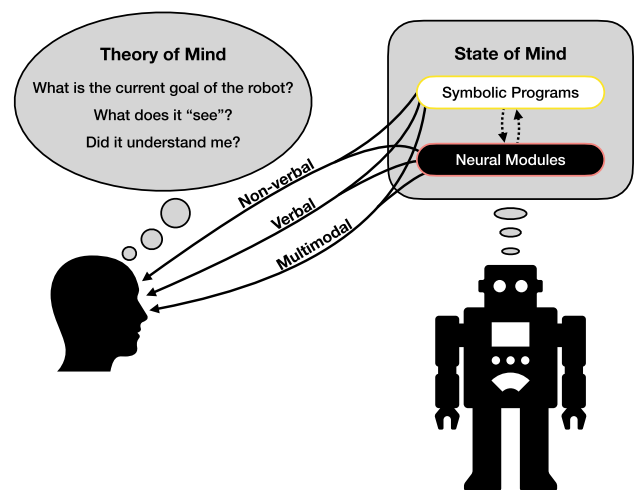 Theory of Mind
What is the current goal of the robot?
What does it “see”?
Did it understand me?
State of Mind
Symbolic Programs
Neural Modules
Non-verbal
Verbal
Multimodal